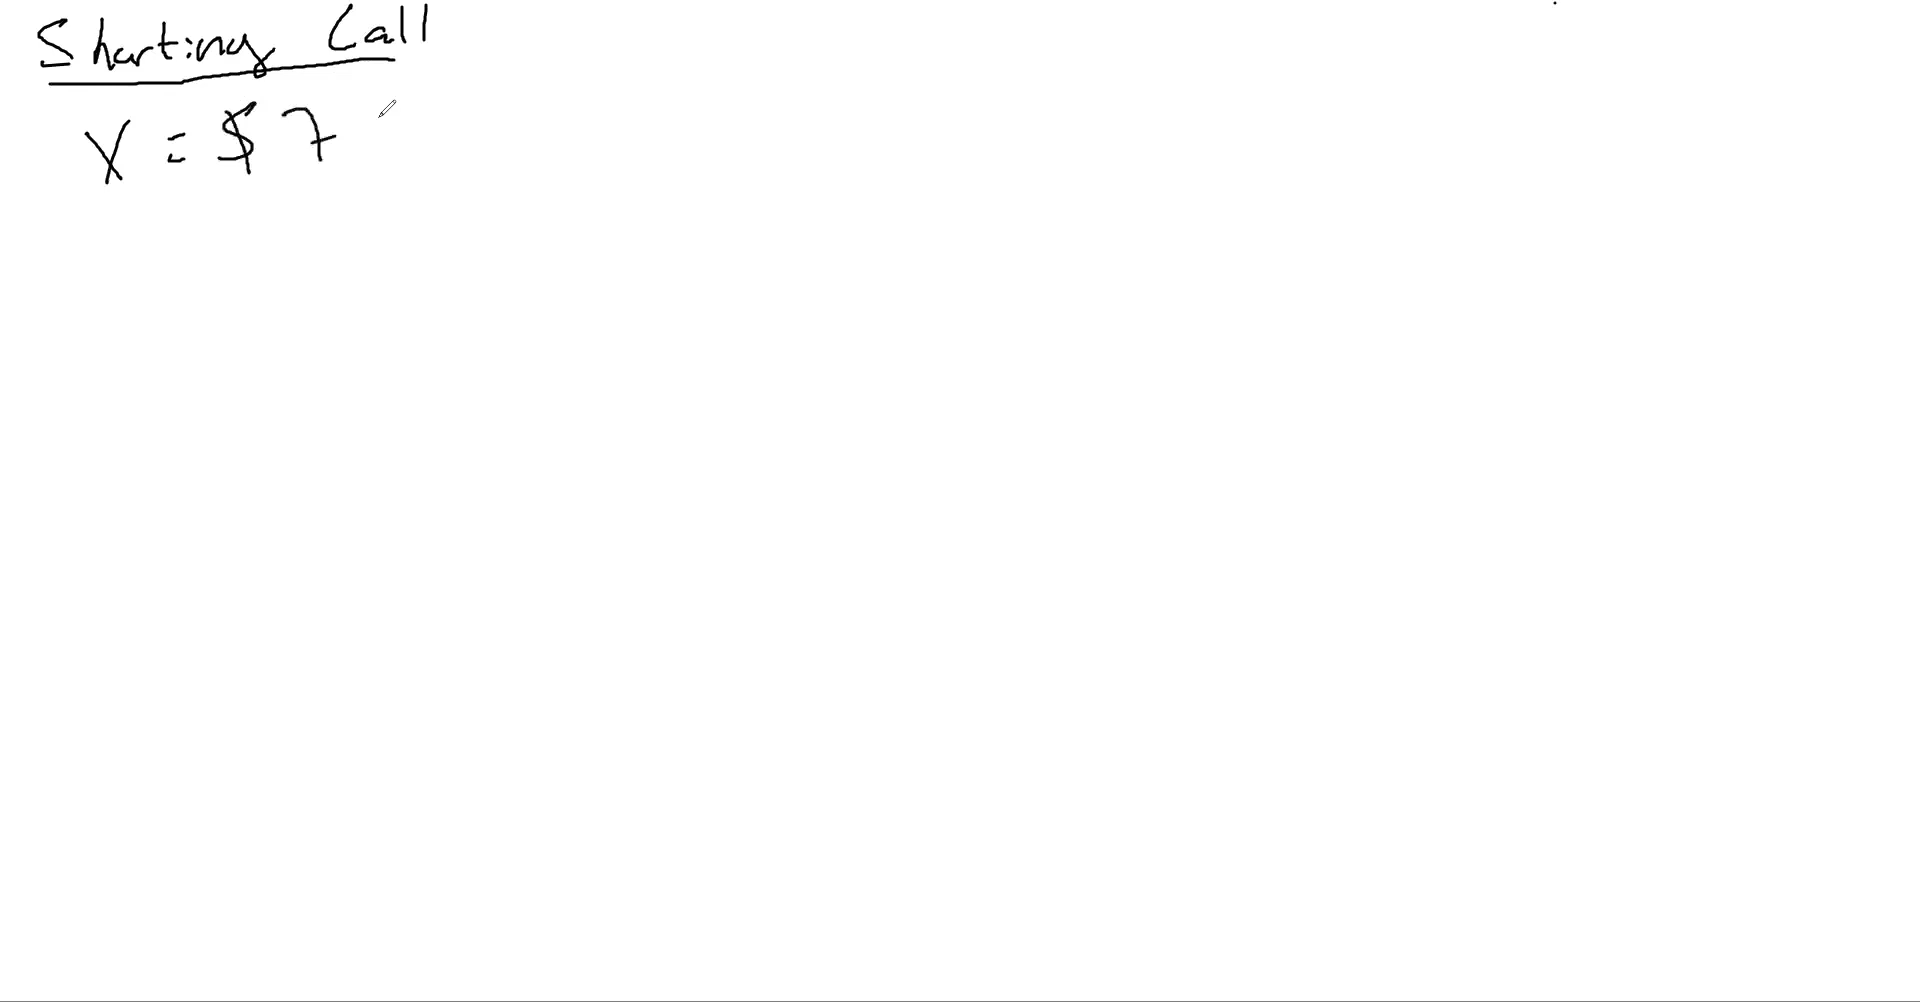 Shorting Call
X = $ 7